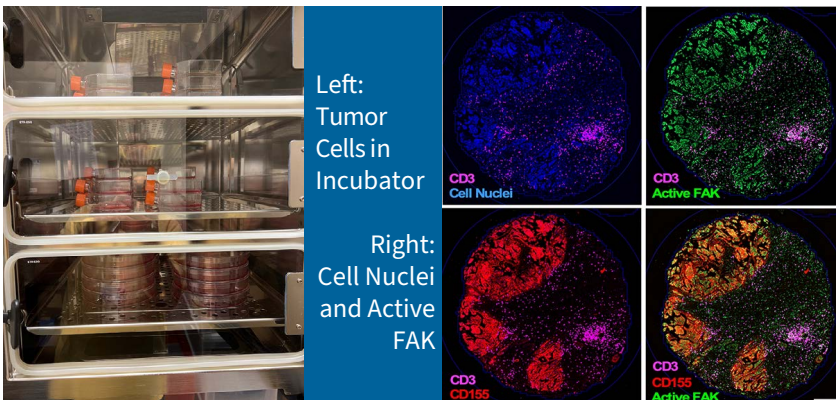 Left:
Tumor
Cells in
Incubator
Right:
Cell Nuclei
and Active
FAK
CD3
Cell Nuclei
CD3
Active FAK
CD3
CD155
CD3
CD155
Active FAK